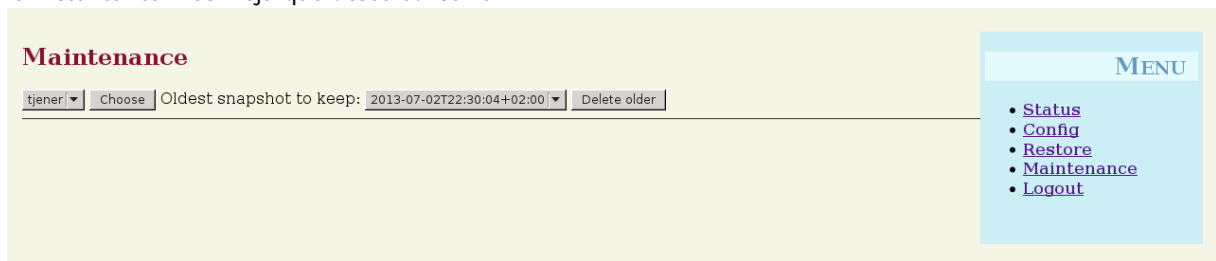 Maintenance
tjener Choose Oldest snapshot to keep: 2013-07-02T22:30:04+02:00 Delete older
MENU
Status
Config
Restore
Maintenance
Logout